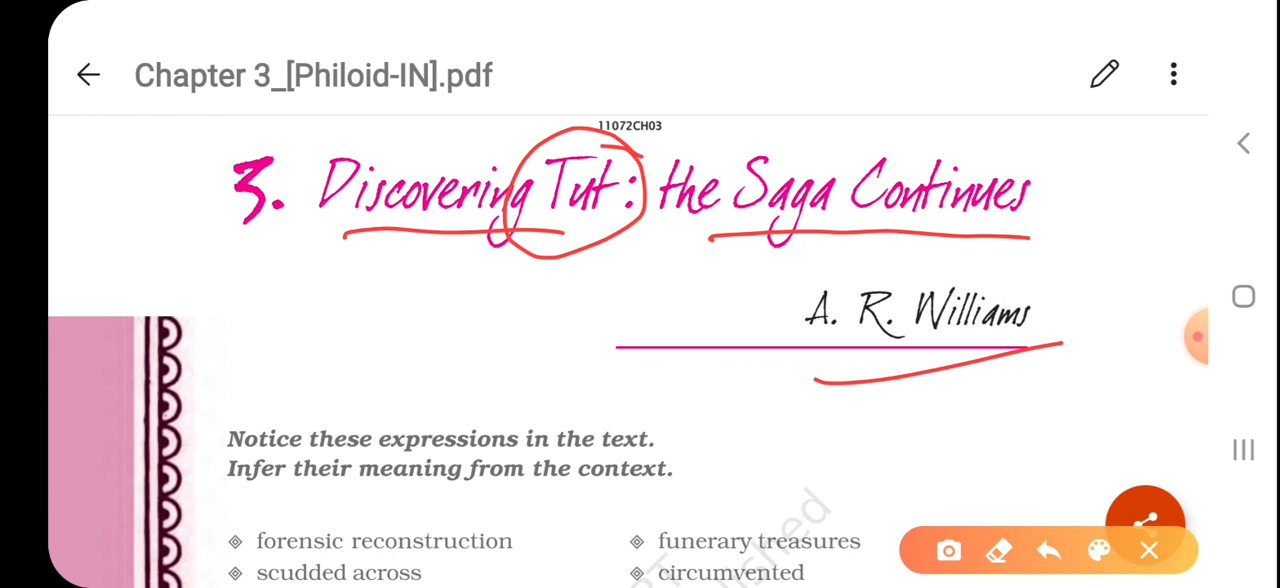 Chapter 3_[Philoid-IN].pdf
11072CH03
3. Discovering Tut: the Saga Continues
A. R. Williams
Notice these expressions in the text.
Infer their meaning from the context.
forensic reconstruction
funerary treasures
scudded across
circumvented